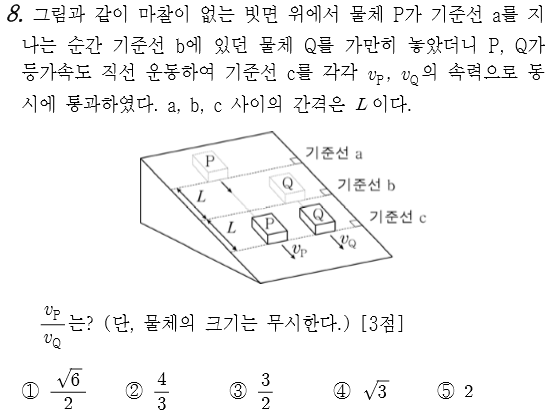 8. 그림과 같이 마찰이 없는 빗면 위에서 물체 P가 기준선 a를 지
나는 순간 기준선 b에 있던 물체 Q를 가만히 놓았더니 P, Q가
등가속도 직선 운동하여 기준선 c를 각각 vP, vQ의 속력으로 동
시에 통과하였다. a, b, c 사이의 간격은 L이다.
P
기준선 a
Q
기준선 b
L
기준선 c
L
P
Q
vP
vQ
vP/vQ는? (단, 물체의 크기는 무시한다.) [3점]
① √6/2 ② 4/3 ③ 3/2 ④ √3 ⑤ 2